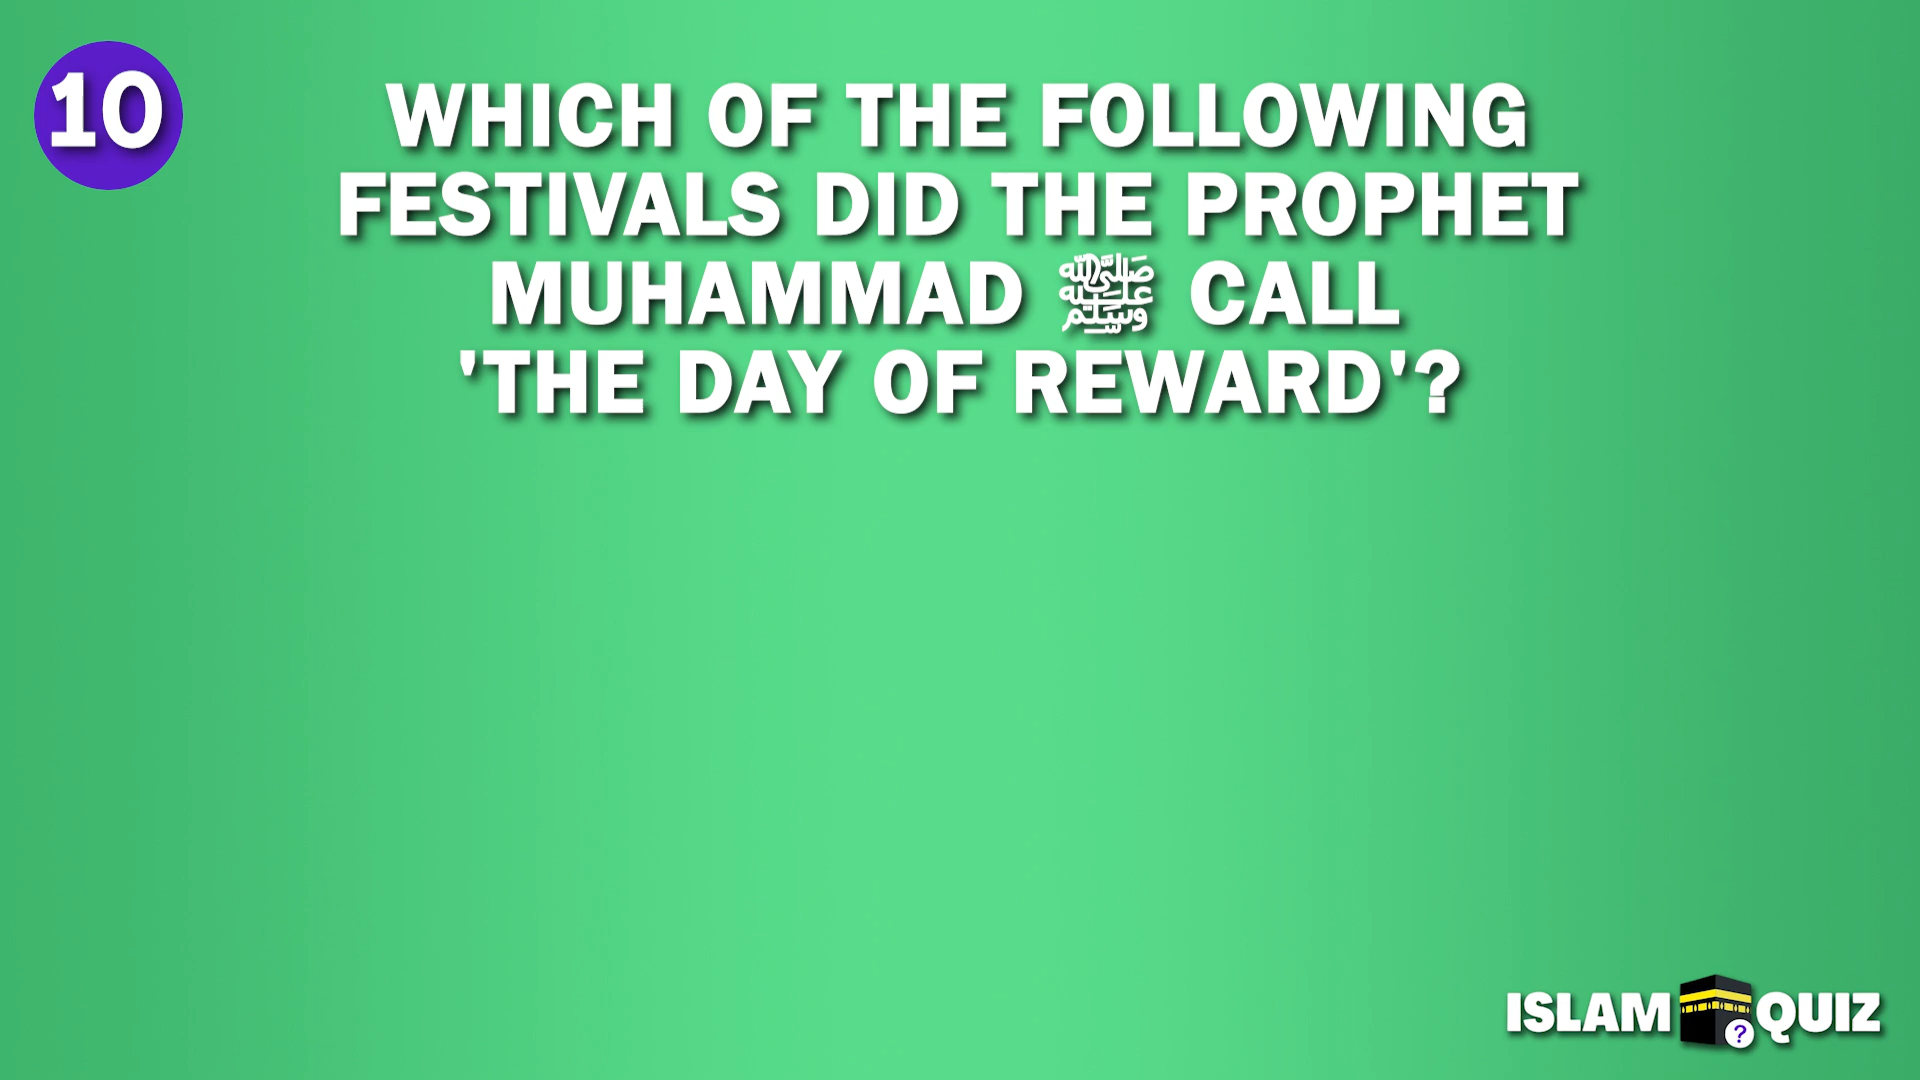 10
WHICH OF THE FOLLOWING
FESTIVALS DID THE PROPHET
MUHAMMAD ﷺ CALL
'THE DAY OF REWARD'?
ISLAM ? QUIZ